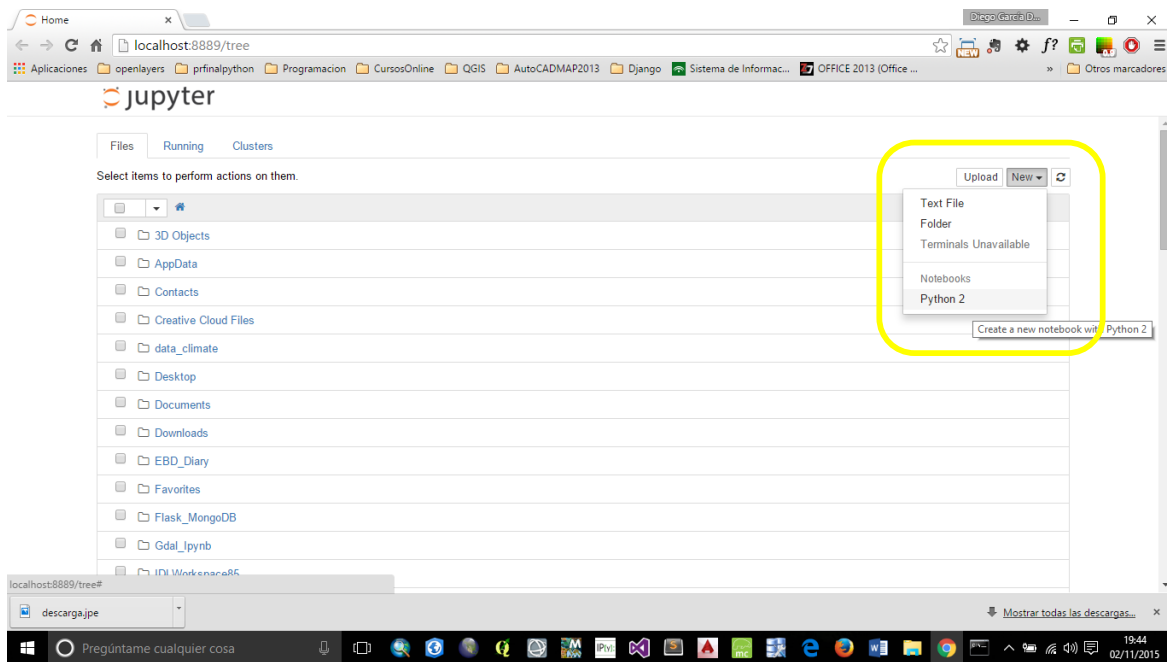 Home
Diego García D...
localhost:8889/tree
f?
NEW
Aplicaciones openlayers prfinalpython Programacion CursosOnline QGIS AutoCADMAP2013 Django Sistema de Informac... OFFICE 2013 (Office ... » Otros marcadores
jupyter
Files Running Clusters
Select items to perform actions on them.
Upload New
Text File
Folder
Terminals Unavailable
Notebooks
Python 2
Create a new notebook with Python 2
3D Objects
AppData
Contacts
Creative Cloud Files
data_climate
Desktop
Documents
Downloads
EBD_Diary
Favorites
Flask_MongoDB
Gdal_Ipynb
IDLWorkspace85
localhost:8889/tree#
descarga.jpe
Mostrar todas las descargas...
Pregúntame cualquier cosa
19:44
02/11/2015